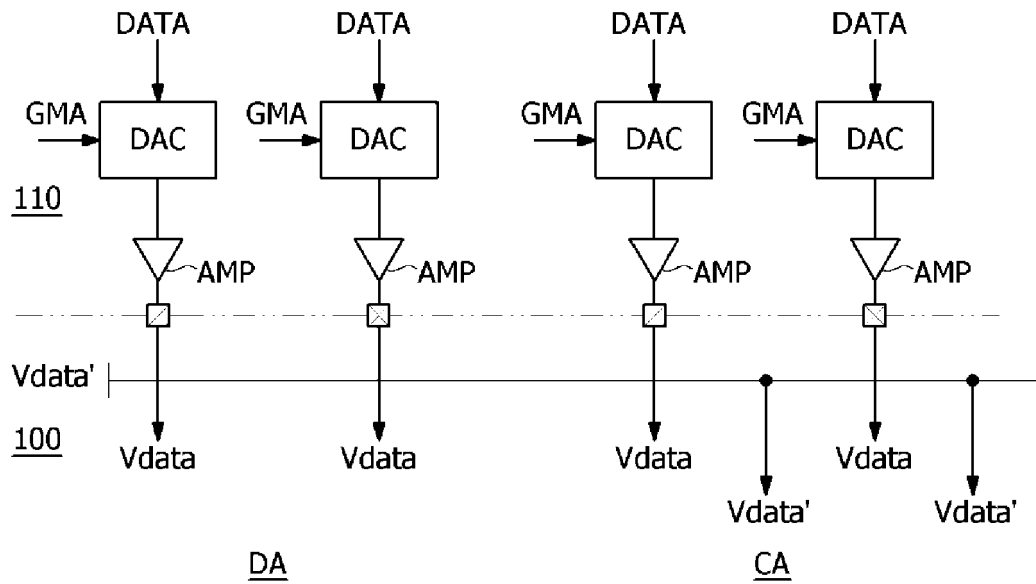 DATA DATA DATA DATA
GMA DAC GMA DAC GMA DAC GMA DAC
110
AMP AMP AMP AMP
Vdata'
100
Vdata Vdata Vdata Vdata
Vdata' Vdata'
DA CA